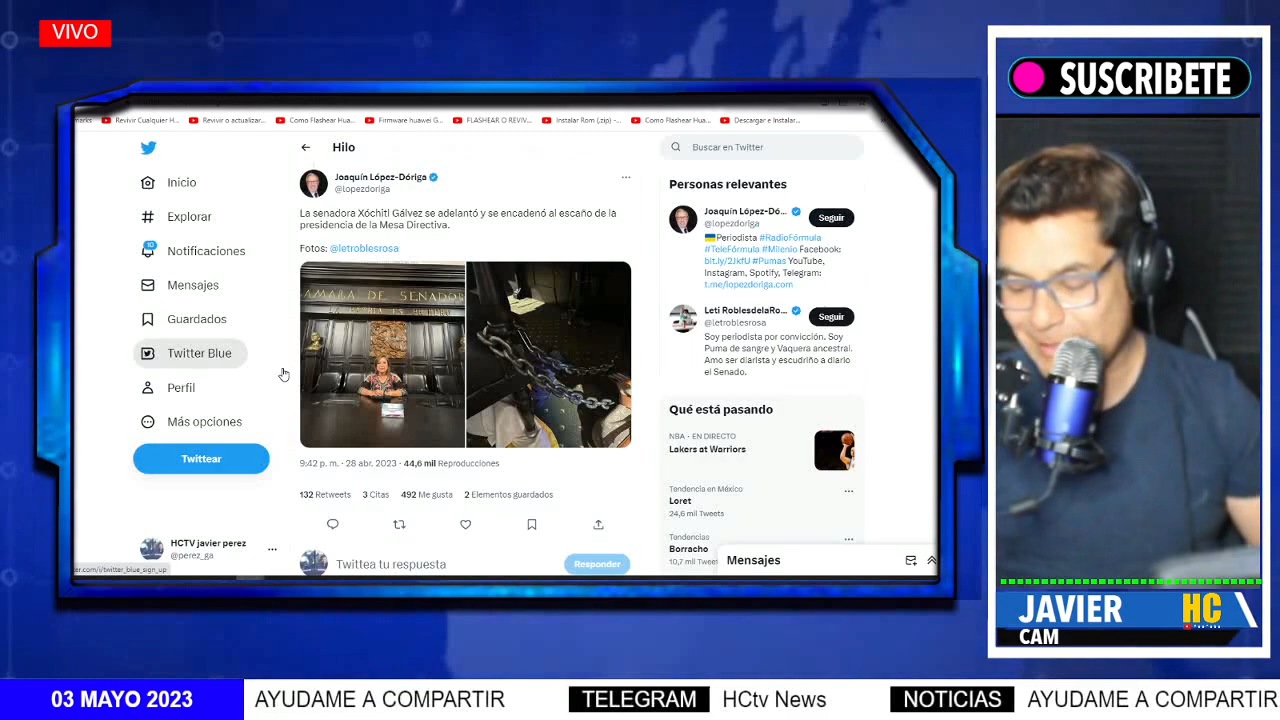 VIVO
marks
Revivir Cualquier H...
Revivir o actualizar...
Como Flashear Hua...
Firmware huawei G...
FLASHEAR O REVIV...
Instalar Rom (.zip) -...
Como Flashear Hua...
Descargar e Instalar...
Inicio
Explorar
10
Notificaciones
Mensajes
Guardados
Twitter Blue
Perfil
Más opciones
Twittear
HCTV javier perez
@perez_ga
ter.com/i/twitter_blue_sign_up
Hilo
Joaquín López-Dóriga
@lopezdoriga
La senadora Xóchitl Gálvez se adelantó y se encadenó al escaño de la
presidencia de la Mesa Directiva.
Fotos: @letroblesrosa
AMARA DE SENADOR
9:42 p. m. · 28 abr. 2023 · 44,6 mil Reproducciones
132 Retweets 3 Citas 492 Me gusta 2 Elementos guardados
Twittea tu respuesta
Responder
Buscar en Twitter
Personas relevantes
Joaquín López-Dó...
@lopezdoriga
Seguir
Periodista #RadioFórmula
#TeleFórmula #Milenio Facebook:
bit.ly/2JkfU #Pumas YouTube,
Instagram, Spotify, Telegram:
t.me/lopezdoriga.com
Leti RoblesdelaRo...
@letroblesrosa
Seguir
Soy periodista por convicción. Soy
Puma de sangre y Vaquera ancestral.
Amo ser diarista y escudriño a diario
el Senado.
Qué está pasando
NBA · EN DIRECTO
Lakers at Warriors
Tendencia en México
Loret
24,6 mil Tweets
Tendencias
Borracho
10,7 mil Tweets
Mensajes
SUSCRIBETE
JAVIER
HC
CAM
03 MAYO 2023
AYUDAME A COMPARTIR
TELEGRAM
HCtv News
NOTICIAS
AYUDAME A COMPARTIR